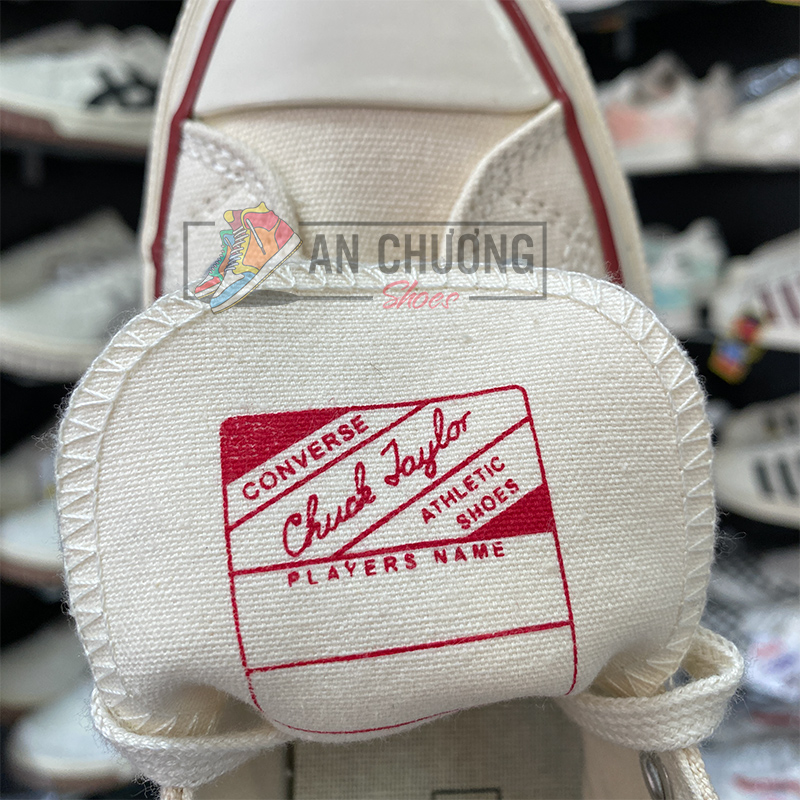 AN CHƯƠNG
Shoes
CONVERSE
Chuck Taylor
ATHLETIC
SHOES
PLAYERS NAME